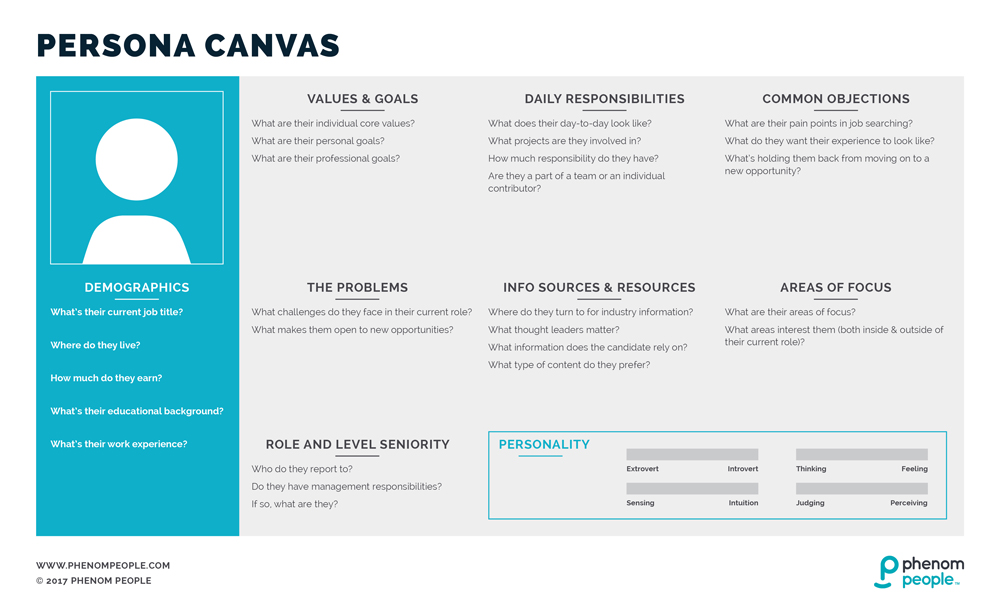 PERSONA CANVAS
DEMOGRAPHICS
What's their current job title?
Where do they live?
How much do they earn?
What's their educational background?
What's their work experience?
VALUES & GOALS
What are their individual core values?
What are their personal goals?
What are their professional goals?
DAILY RESPONSIBILITIES
What does their day-to-day look like?
What projects are they involved in?
How much responsibility do they have?
Are they a part of a team or an individual
contributor?
COMMON OBJECTIONS
What are their pain points in job searching?
What do they want their experience to look like?
What's holding them back from moving on to a
new opportunity?
THE PROBLEMS
What challenges do they face in their current role?
What makes them open to new opportunities?
INFO SOURCES & RESOURCES
Where do they turn to for industry information?
What thought leaders matter?
What information does the candidate rely on?
What type of content do they prefer?
AREAS OF FOCUS
What are their areas of focus?
What areas interest them (both inside & outside of
their current role)?
ROLE AND LEVEL SENIORITY
Who do they report to?
Do they have management responsibilities?
If so, what are they?
PERSONALITY
Extrovert Introvert
Thinking Feeling
Sensing Intuition
Judging Perceiving
WWW.PHENOMPEOPLE.COM
© 2017 PHENOM PEOPLE
phenom
people™